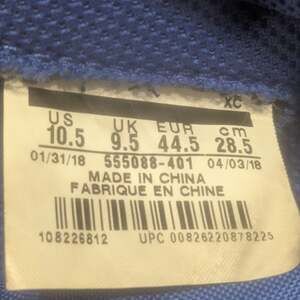 XC
US UK EUR cm
10.5 9.5 44.5 28.5
01/31/18 555088-401 04/03/18
MADE IN CHINA
FABRIQUE EN CHINE
108226812 UPC 00826220878225